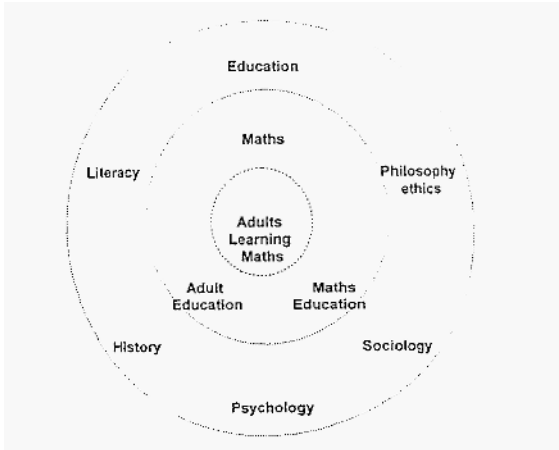 Education
Maths
Literacy
Philosophy
ethics
Adults
Learning
Maths
Adult
Education
Maths
Education
History
Sociology
Psychology